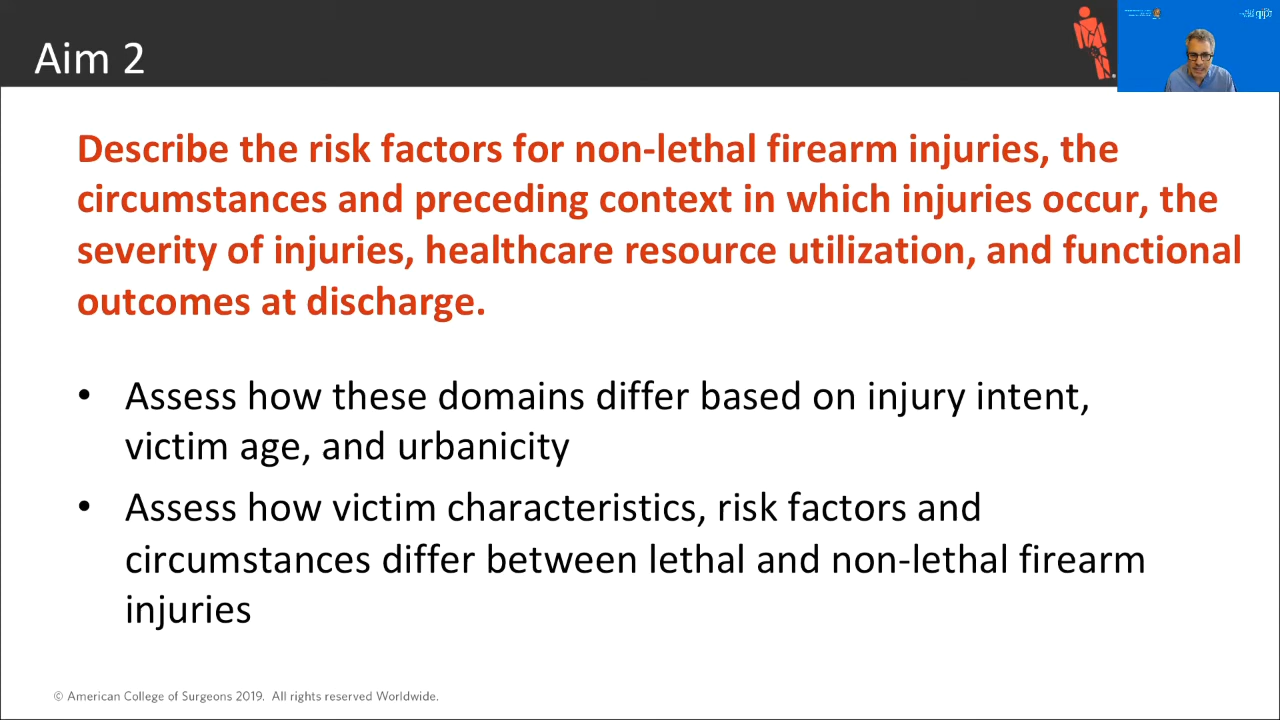 Aim 2
Describe the risk factors for non-lethal firearm injuries, the
circumstances and preceding context in which injuries occur, the
severity of injuries, healthcare resource utilization, and functional
outcomes at discharge.
• Assess how these domains differ based on injury intent,
victim age, and urbanicity
• Assess how victim characteristics, risk factors and
circumstances differ between lethal and non-lethal firearm
injuries
© American College of Surgeons 2019. All rights reserved Worldwide.